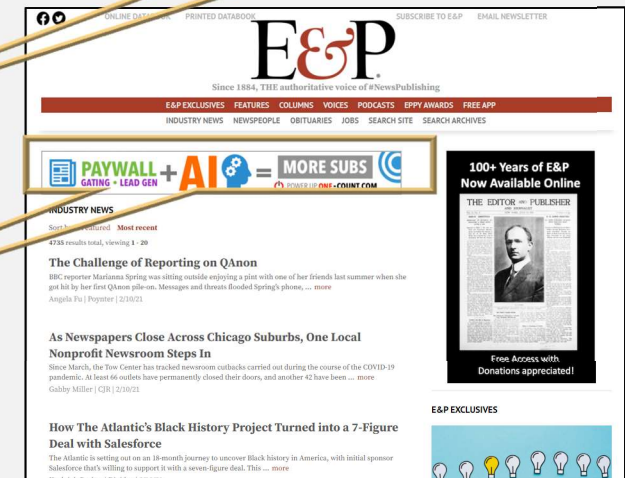 ONLINE DATABOOK PRINTED DATABOOK SUBSCRIBE TO E&P EMAIL NEWSLETTER
E&P
Since 1884, THE authoritative voice of #NewsPublishing
E&P EXCLUSIVES FEATURES COLUMNS VOICES PODCASTS EPPY AWARDS FREE APP
INDUSTRY NEWS NEWSPEOPLE OBITUARIES JOBS SEARCH SITE SEARCH ARCHIVES
PAYWALL + AI = MORE SUBS
GATING • LEAD GEN
POWER UP ONE•COUNT.COM
100+ Years of E&P
Now Available Online
THE EDITOR AND PUBLISHER
Free Access with
Donations appreciated!
INDUSTRY NEWS
Sort by: Featured Most recent
4735 results total, viewing 1 - 20
The Challenge of Reporting on QAnon
BBC reporter Marianna Spring was sitting outside enjoying a pint with one of her friends last summer when she
got hit by her first QAnon pile-on. Messages and threats flooded Spring's phone, ... more
Angela Fu | Poynter | 2/10/21
As Newspapers Close Across Chicago Suburbs, One Local
Nonprofit Newsroom Steps In
Since March, the Tow Center has tracked newsroom cutbacks carried out during the course of the COVID-19
pandemic. At least 66 outlets have permanently closed their doors, and another 42 have been ... more
Gabby Miller | CJR | 2/10/21
How The Atlantic's Black History Project Turned into a 7-Figure
Deal with Salesforce
The Atlantic is setting out on an 18-month journey to uncover Black history in America, with initial sponsor
Salesforce that's willing to support it with a seven-figure deal. This ... more
E&P EXCLUSIVES